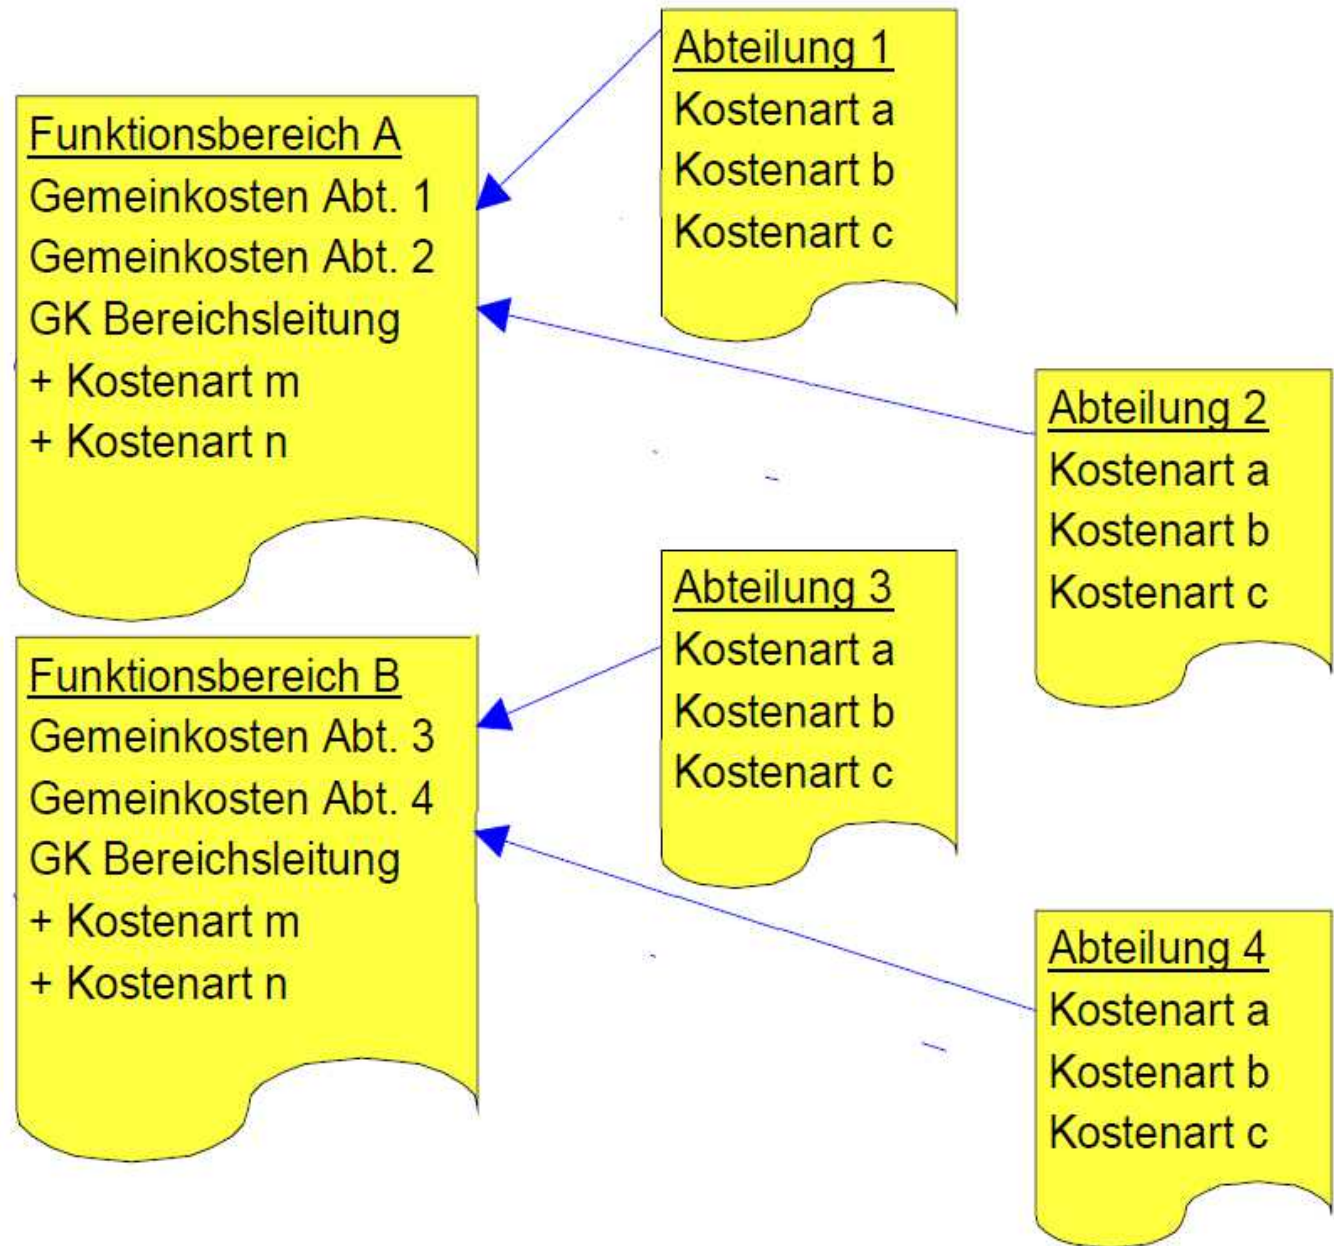 Funktionsbereich A
Gemeinkosten Abt. 1
Gemeinkosten Abt. 2
GK Bereichsleitung
+ Kostenart m
+ Kostenart n
Abteilung 1
Kostenart a
Kostenart b
Kostenart c
Abteilung 2
Kostenart a
Kostenart b
Kostenart c
Funktionsbereich B
Gemeinkosten Abt. 3
Gemeinkosten Abt. 4
GK Bereichsleitung
+ Kostenart m
+ Kostenart n
Abteilung 3
Kostenart a
Kostenart b
Kostenart c
Abteilung 4
Kostenart a
Kostenart b
Kostenart c